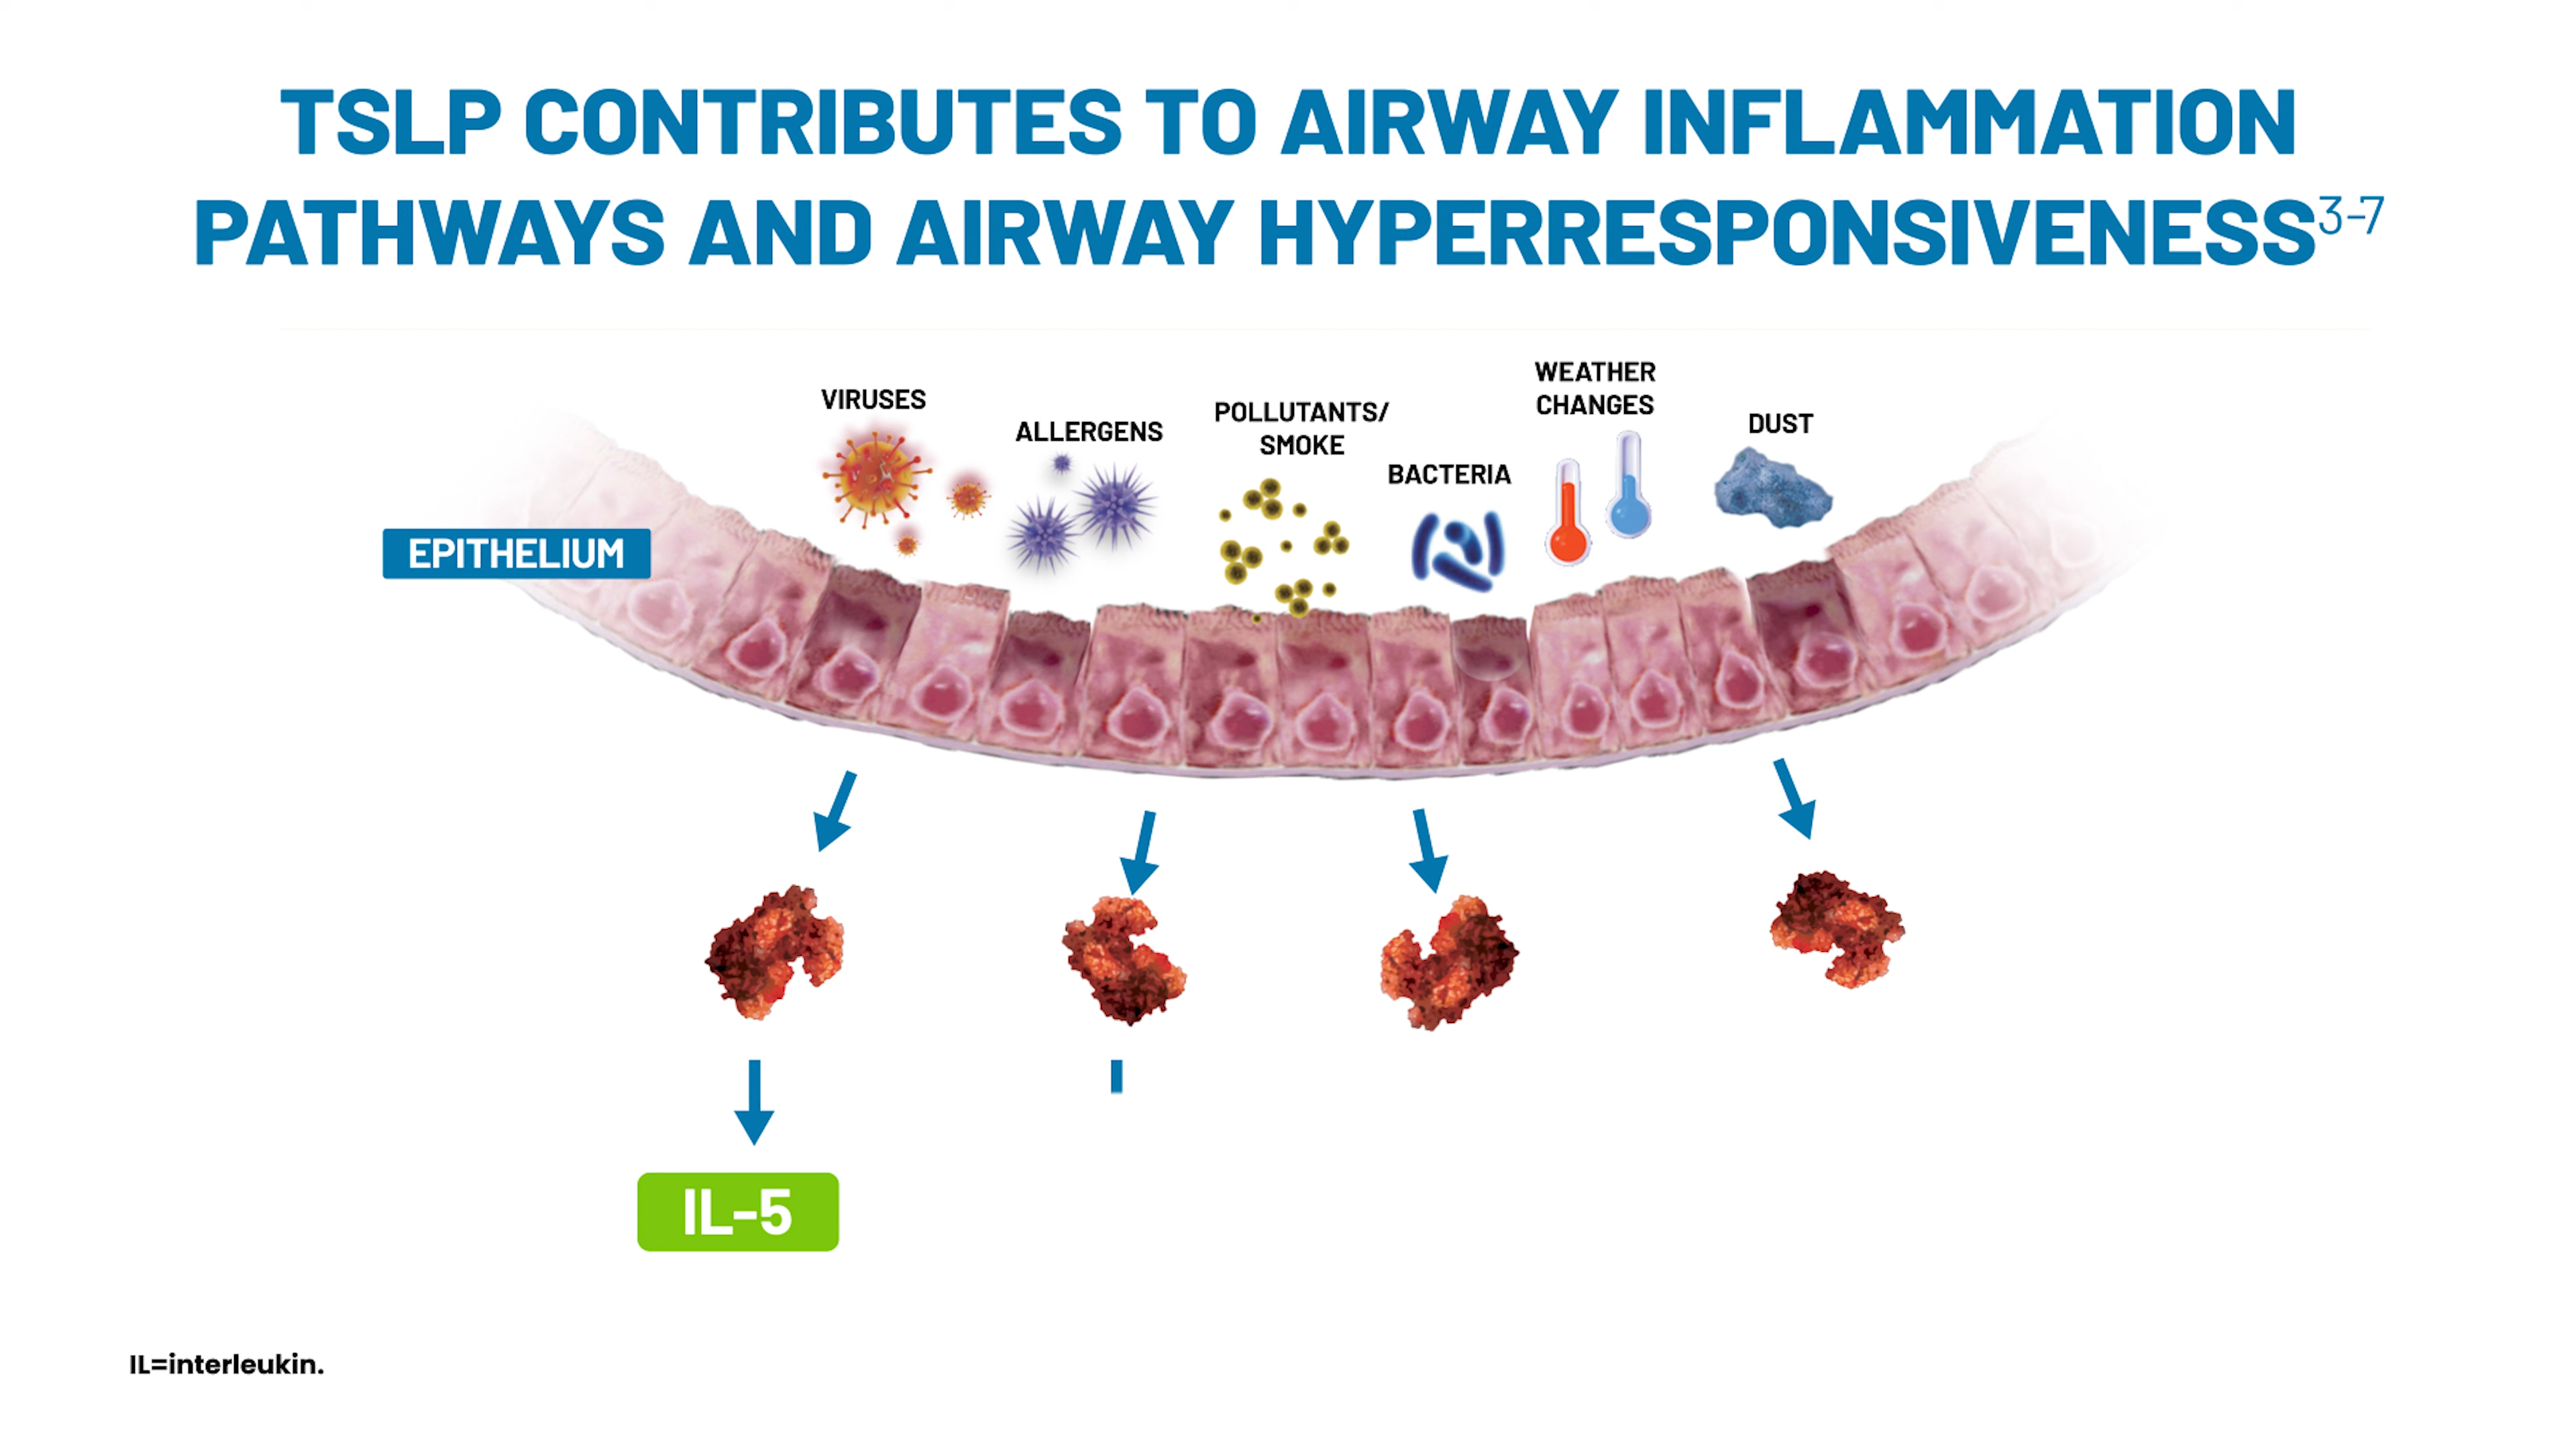 TSLP CONTRIBUTES TO AIRWAY INFLAMMATION
PATHWAYS AND AIRWAY HYPERRESPONSIVENESS3-7
VIRUSES
ALLERGENS
POLLUTANTS/
SMOKE
BACTERIA
WEATHER
CHANGES
DUST
EPITHELIUM
IL-5
IL=interleukin.